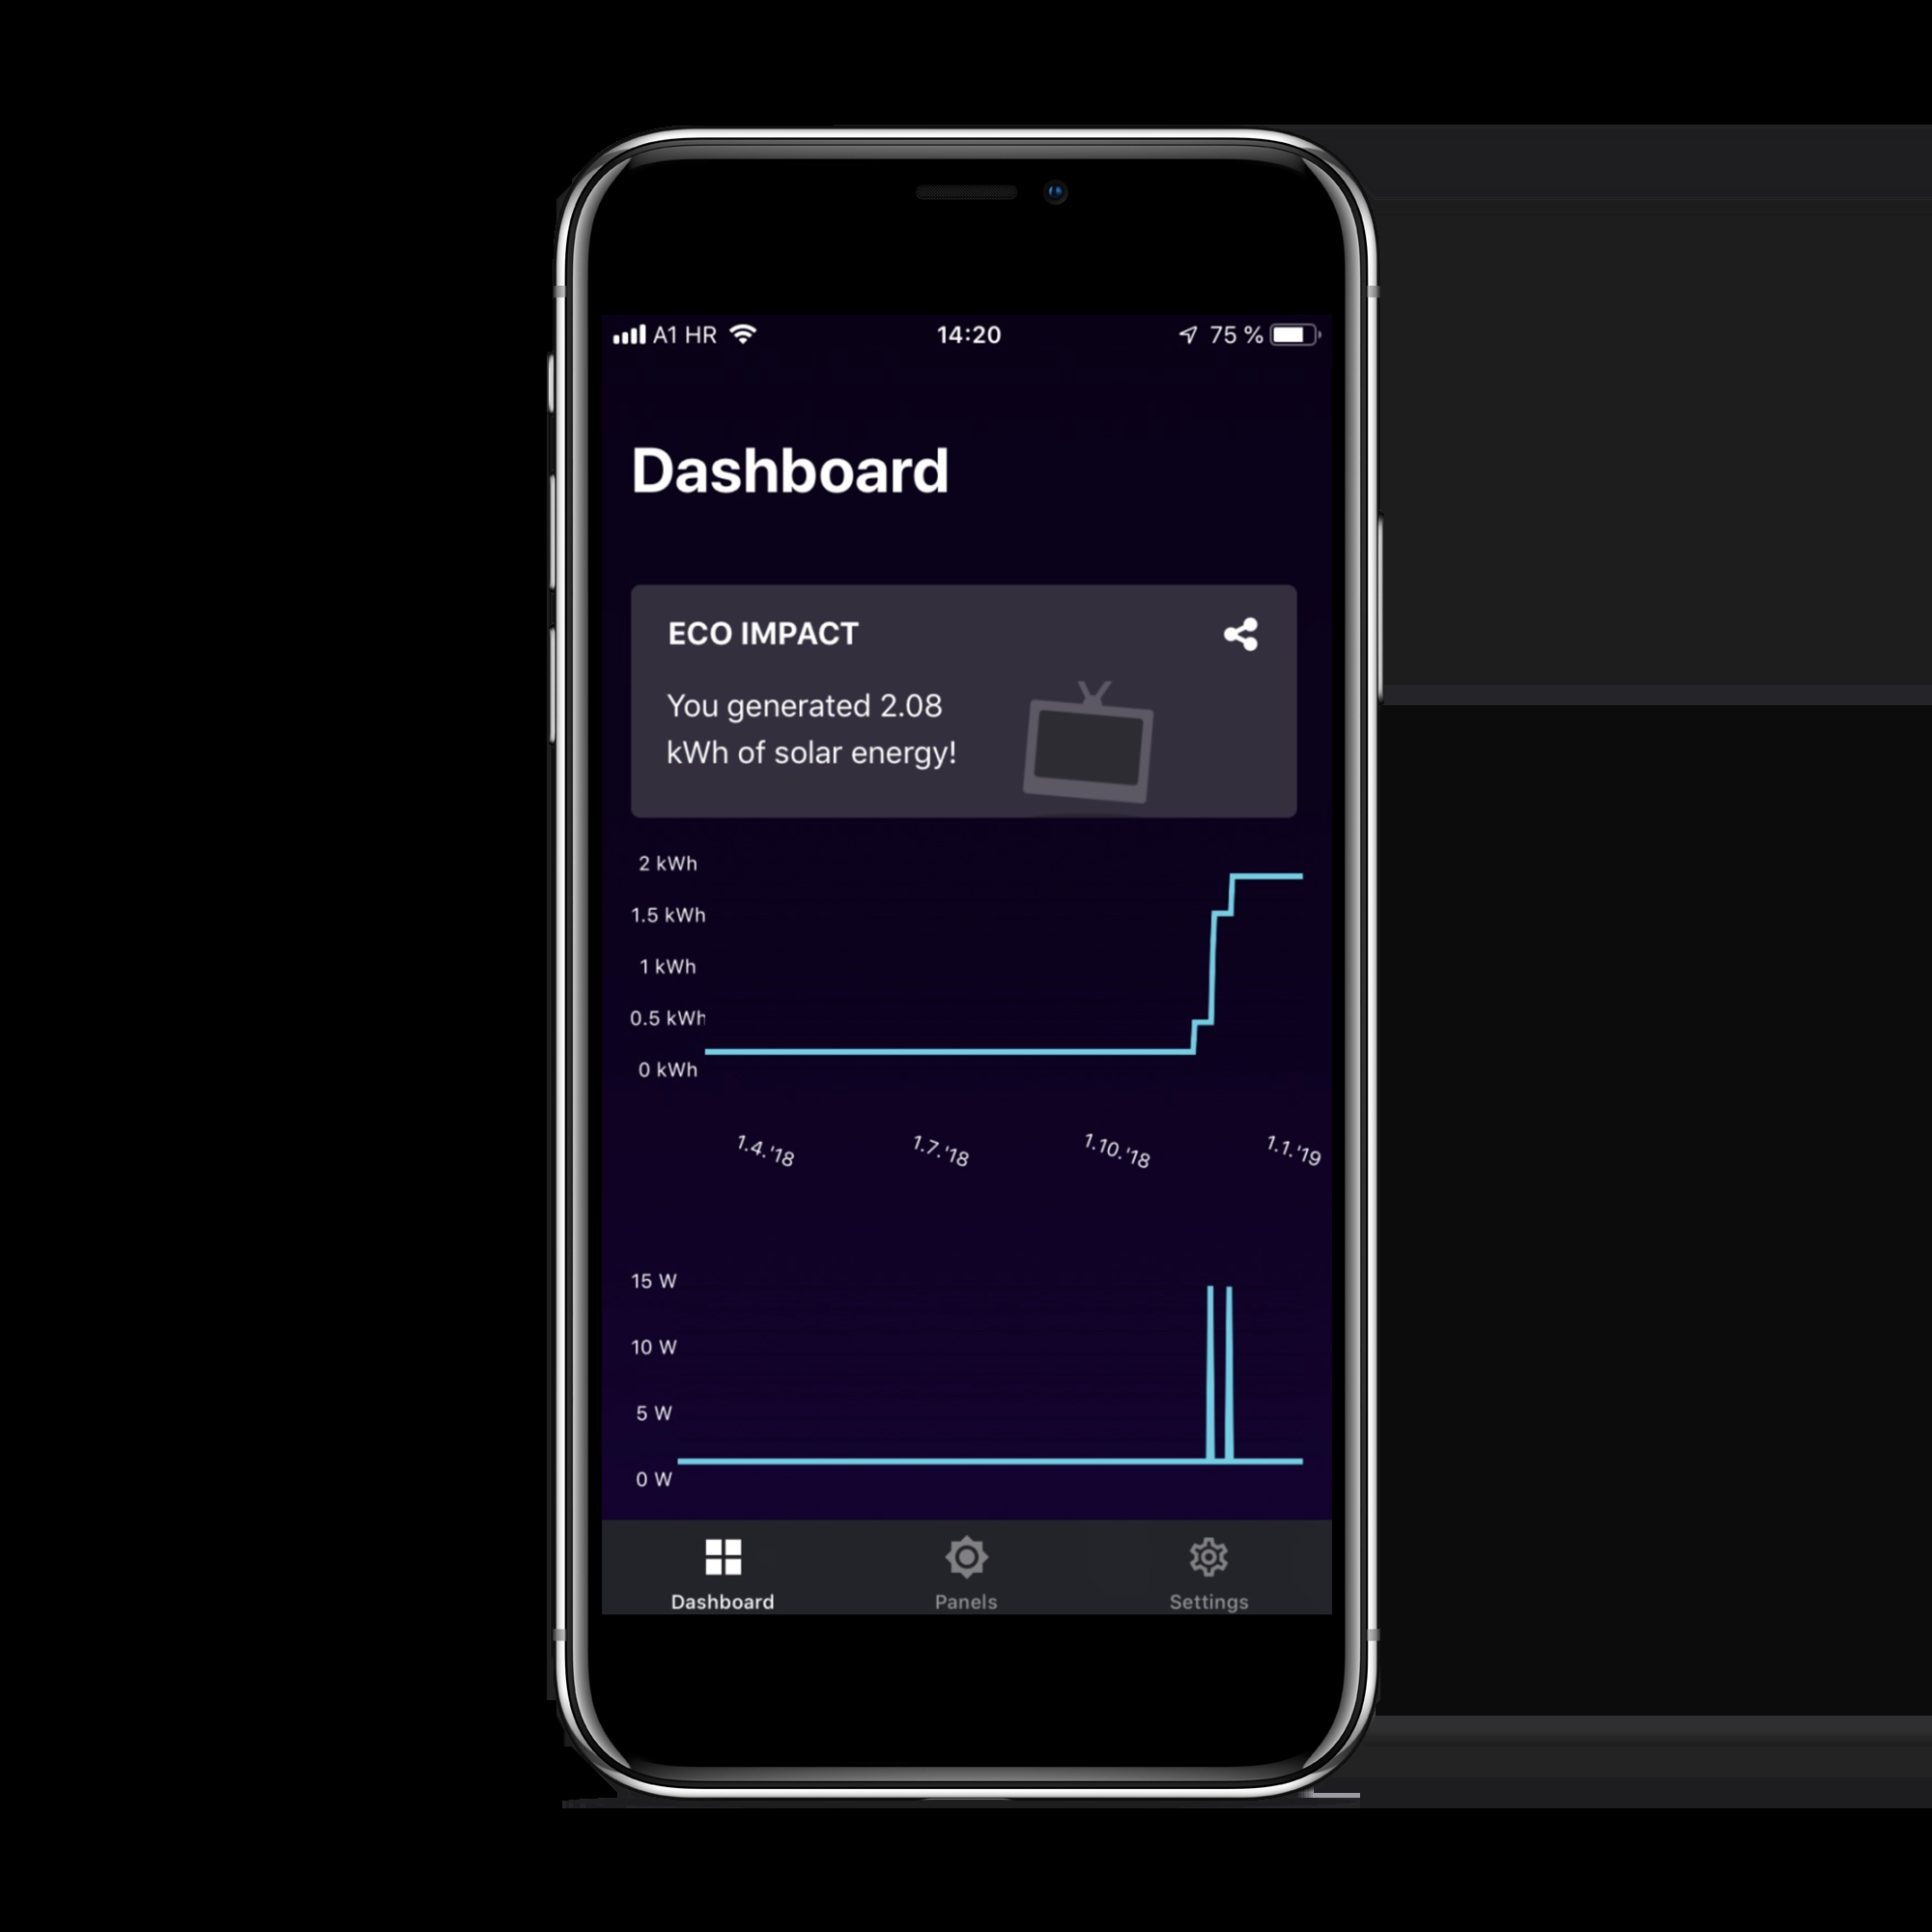 A1 HR 14:20 75 %
Dashboard
ECO IMPACT
You generated 2.08
kWh of solar energy!
2 kWh
1.5 kWh
1 kWh
0.5 kWh
0 kWh
1.4.'18 1.7.'18 1.10.'18 1.1.'19
15 W
10 W
5 W
0 W
Dashboard Panels Settings